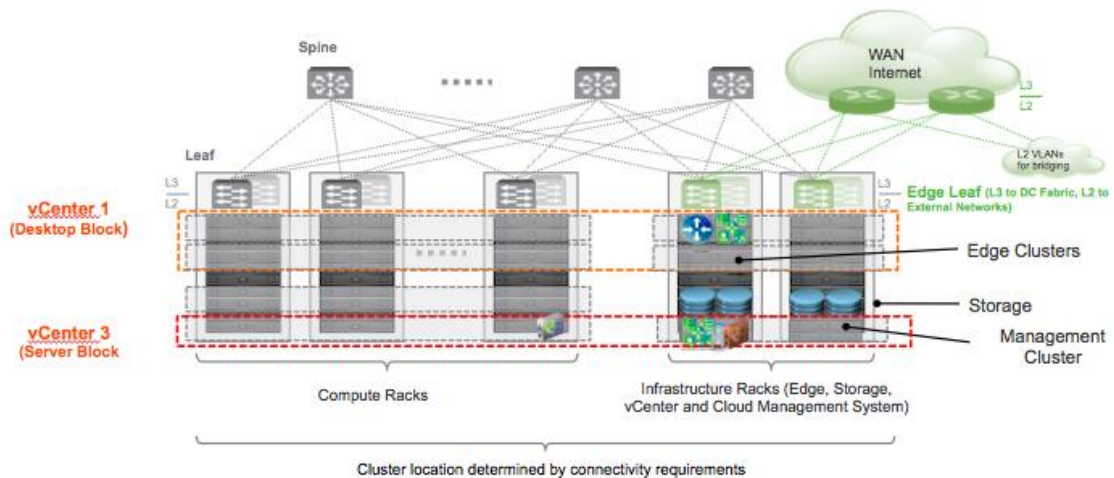 Spine
WAN
Internet
L3
L2
Leaf
L2 VLANs
for bridging
L3
L2
L3
L2
Edge Leaf (L3 to DC Fabric, L2 to
External Networks)
vCenter 1
(Desktop Block)
Edge Clusters
Storage
vCenter 3
(Server Block
Management
Cluster
Compute Racks
Infrastructure Racks (Edge, Storage,
vCenter and Cloud Management System)
Cluster location determined by connectivity requirements